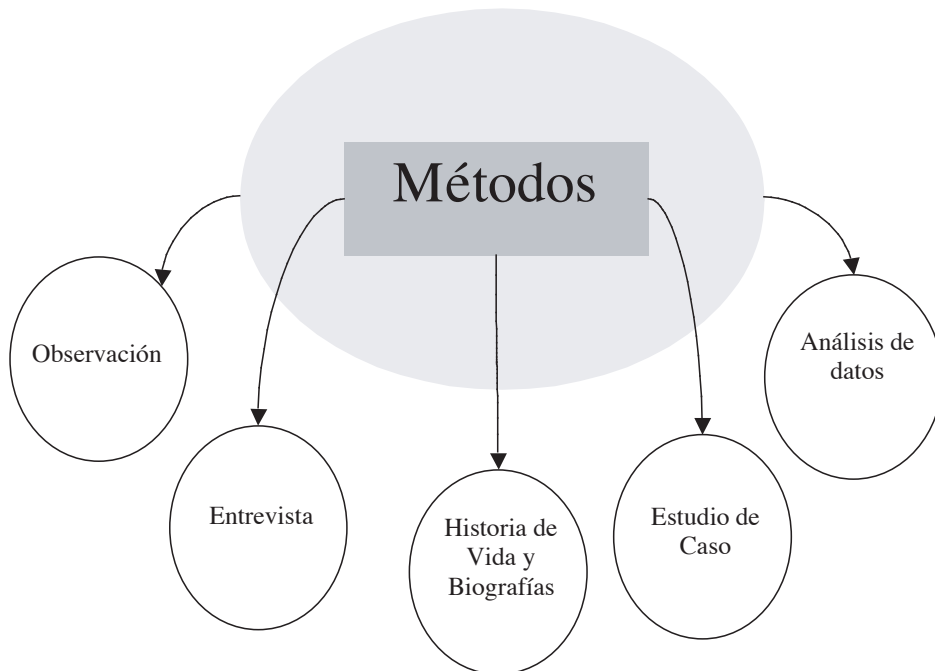 Métodos
Observación
Entrevista
Historia de
Vida y
Biografías
Estudio de
Caso
Análisis de
datos